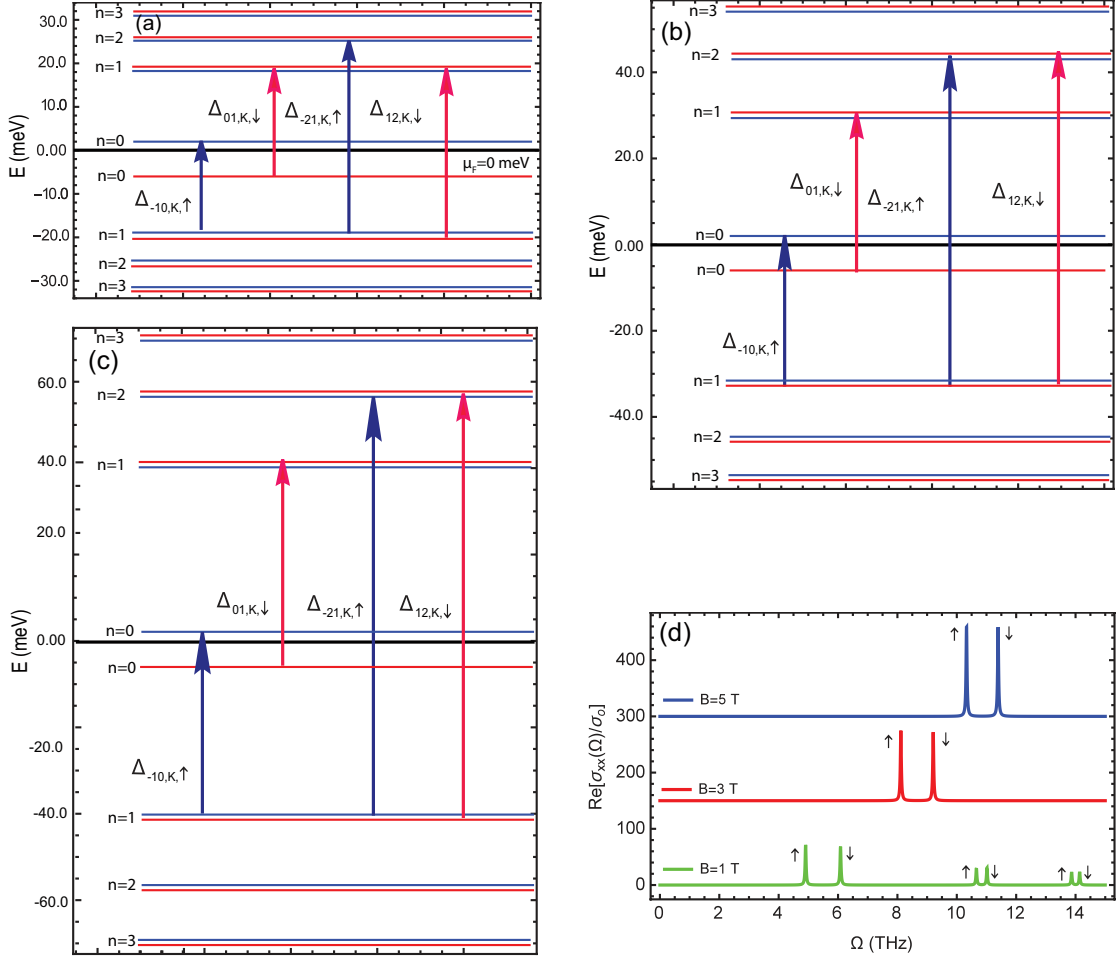 (a)
E (meV)
30.0
20.0
10.0
0.00
−10.0
−20.0
−30.0
n=3
n=2
n=1
n=0
n=0
n=1
n=2
n=3
Δ-10,K,↑
Δ01,K,↓
Δ-21,K,↑
Δ12,K,↓
μF=0 meV
(b)
E (meV)
40.0
20.0
0.00
-20.0
-40.0
n=3
n=2
n=1
n=0
n=0
n=1
n=2
n=3
Δ-10,K,↑
Δ01,K,↓
Δ-21,K,↑
Δ12,K,↓
(c)
E (meV)
60.0
40.0
20.0
0.00
-20.0
-40.0
-60.0
n=3
n=2
n=1
n=0
n=0
n=1
n=2
n=3
Δ-10,K,↑
Δ01,K,↓
Δ-21,K,↑
Δ12,K,↓
(d)
Re[σxx(Ω)/σo]
400
300
200
100
0
B=5 T
↑ ↓
B=3 T
↑ ↓
B=1 T
↑ ↓ ↑ ↓ ↑ ↓
0 2 4 6 8 10 12 14
Ω (THz)